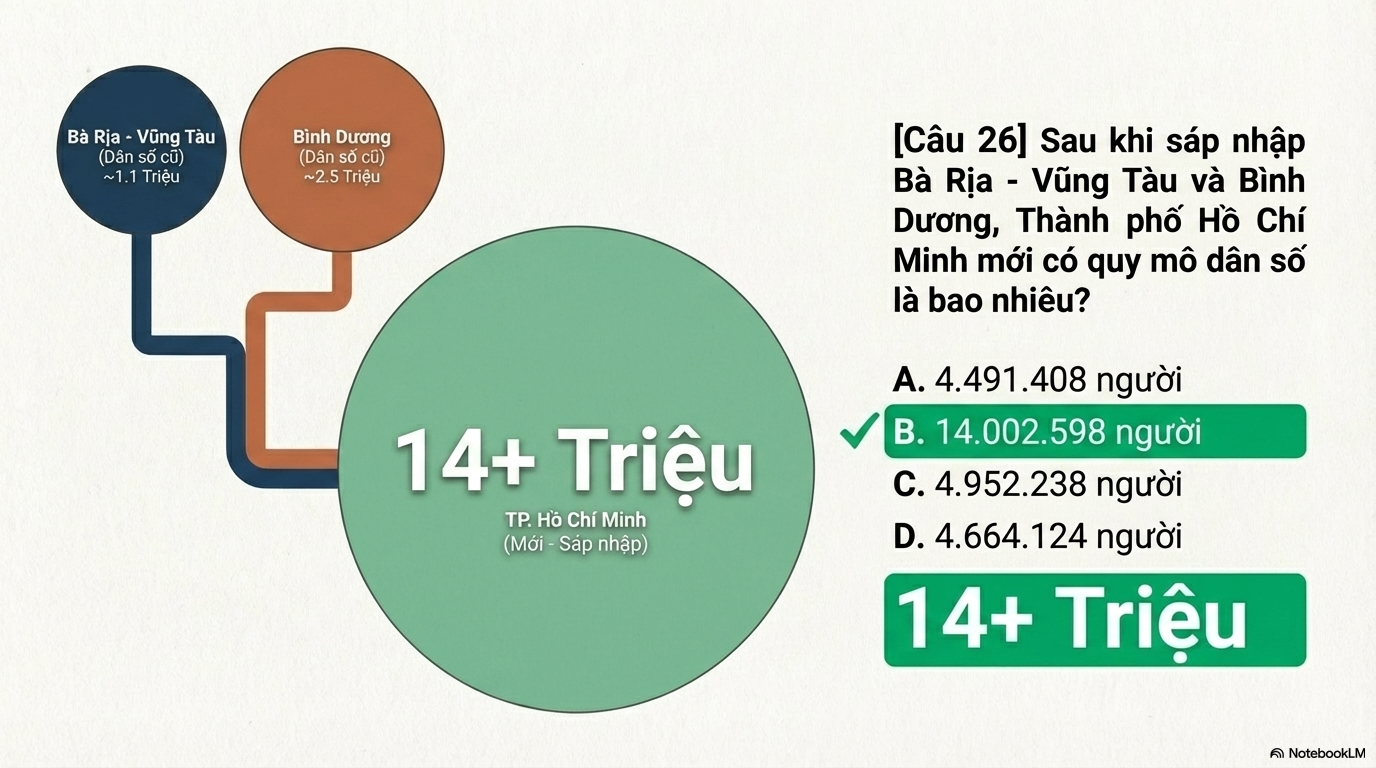 Bà Rịa - Vũng Tàu
(Dân số cũ)
~1.1 Triệu
Bình Dương
(Dân số cũ)
~2.5 Triệu
14+ Triệu
TP. Hồ Chí Minh
(Mới - Sáp nhập)
[Câu 26] Sau khi sáp nhập
Bà Rịa - Vũng Tàu và Bình
Dương, Thành phố Hồ Chí
Minh mới có quy mô dân số
là bao nhiêu?
A. 4.491.408 người
B. 14.002.598 người
C. 4.952.238 người
D. 4.664.124 người
14+ Triệu
NotebookLM